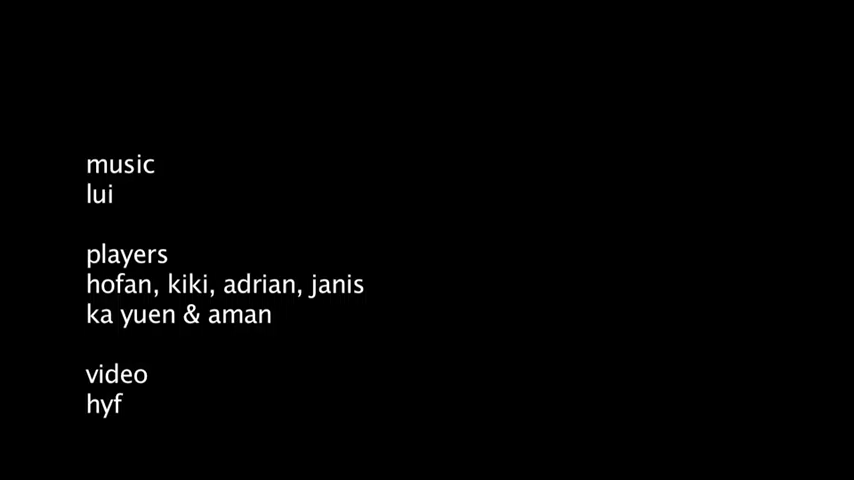 music
lui
players
hofan, kiki, adrian, janis
ka yuen & aman
video
hyf